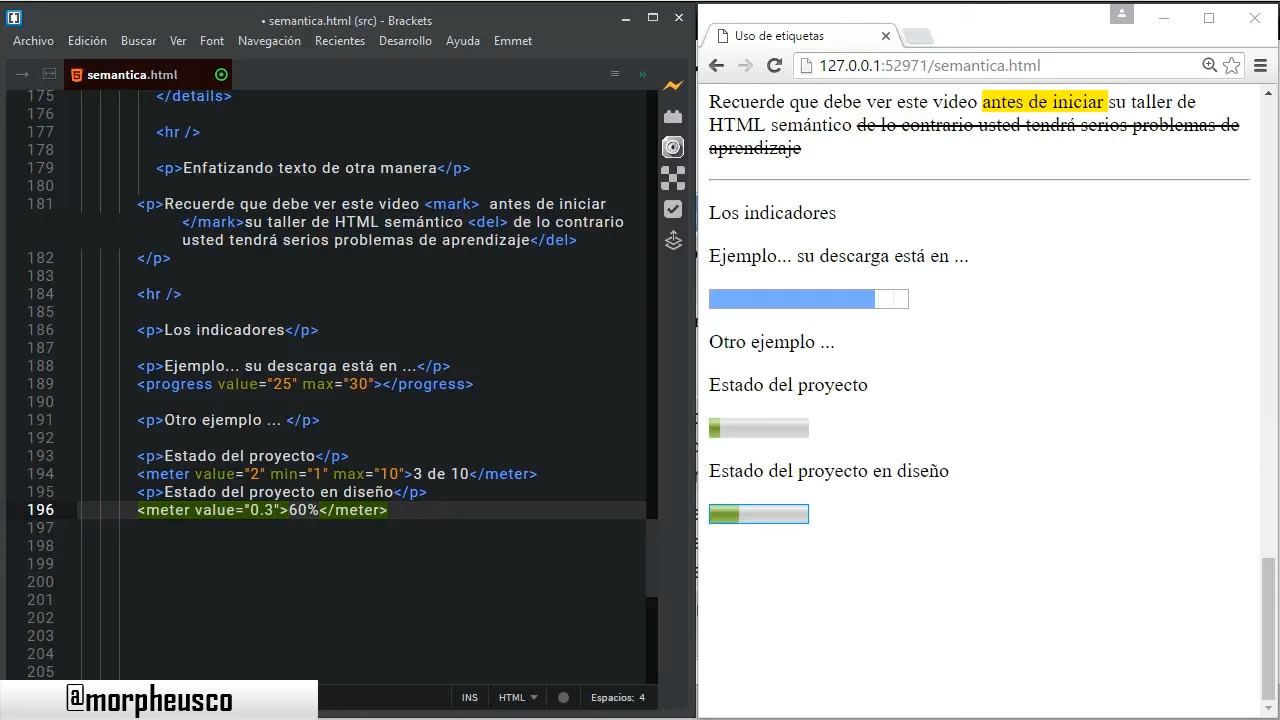 • semantica.html (src) - Brackets
Archivo Edición Buscar Ver Font Navegación Recientes Desarrollo Ayuda Emmet
semantica.html
175 </details>
176
177 <hr />
178
179 <p>Enfatizando texto de otra manera</p>
180
181 <p>Recuerde que debe ver este video <mark> antes de iniciar
</mark>su taller de HTML semántico <del> de lo contrario
usted tendrá serios problemas de aprendizaje</del>
182 </p>
183
184 <hr />
185
186 <p>Los indicadores</p>
187
188 <p>Ejemplo... su descarga está en ...</p>
189 <progress value="25" max="30"></progress>
190
191 <p>Otro ejemplo ... </p>
192
193 <p>Estado del proyecto</p>
194 <meter value="2" min="1" max="10">3 de 10</meter>
195 <p>Estado del proyecto en diseño</p>
196 <meter value="0.3">60%</meter>
197
198
199
200
201
202
203
204
205
INS HTML Espacios: 4
@morpheusco
Uso de etiquetas
127.0.0.1:52971/semantica.html
Recuerde que debe ver este video antes de iniciar su taller de
HTML semántico de lo contrario usted tendrá serios problemas de
aprendizaje
Los indicadores
Ejemplo... su descarga está en ...
Otro ejemplo ...
Estado del proyecto
Estado del proyecto en diseño